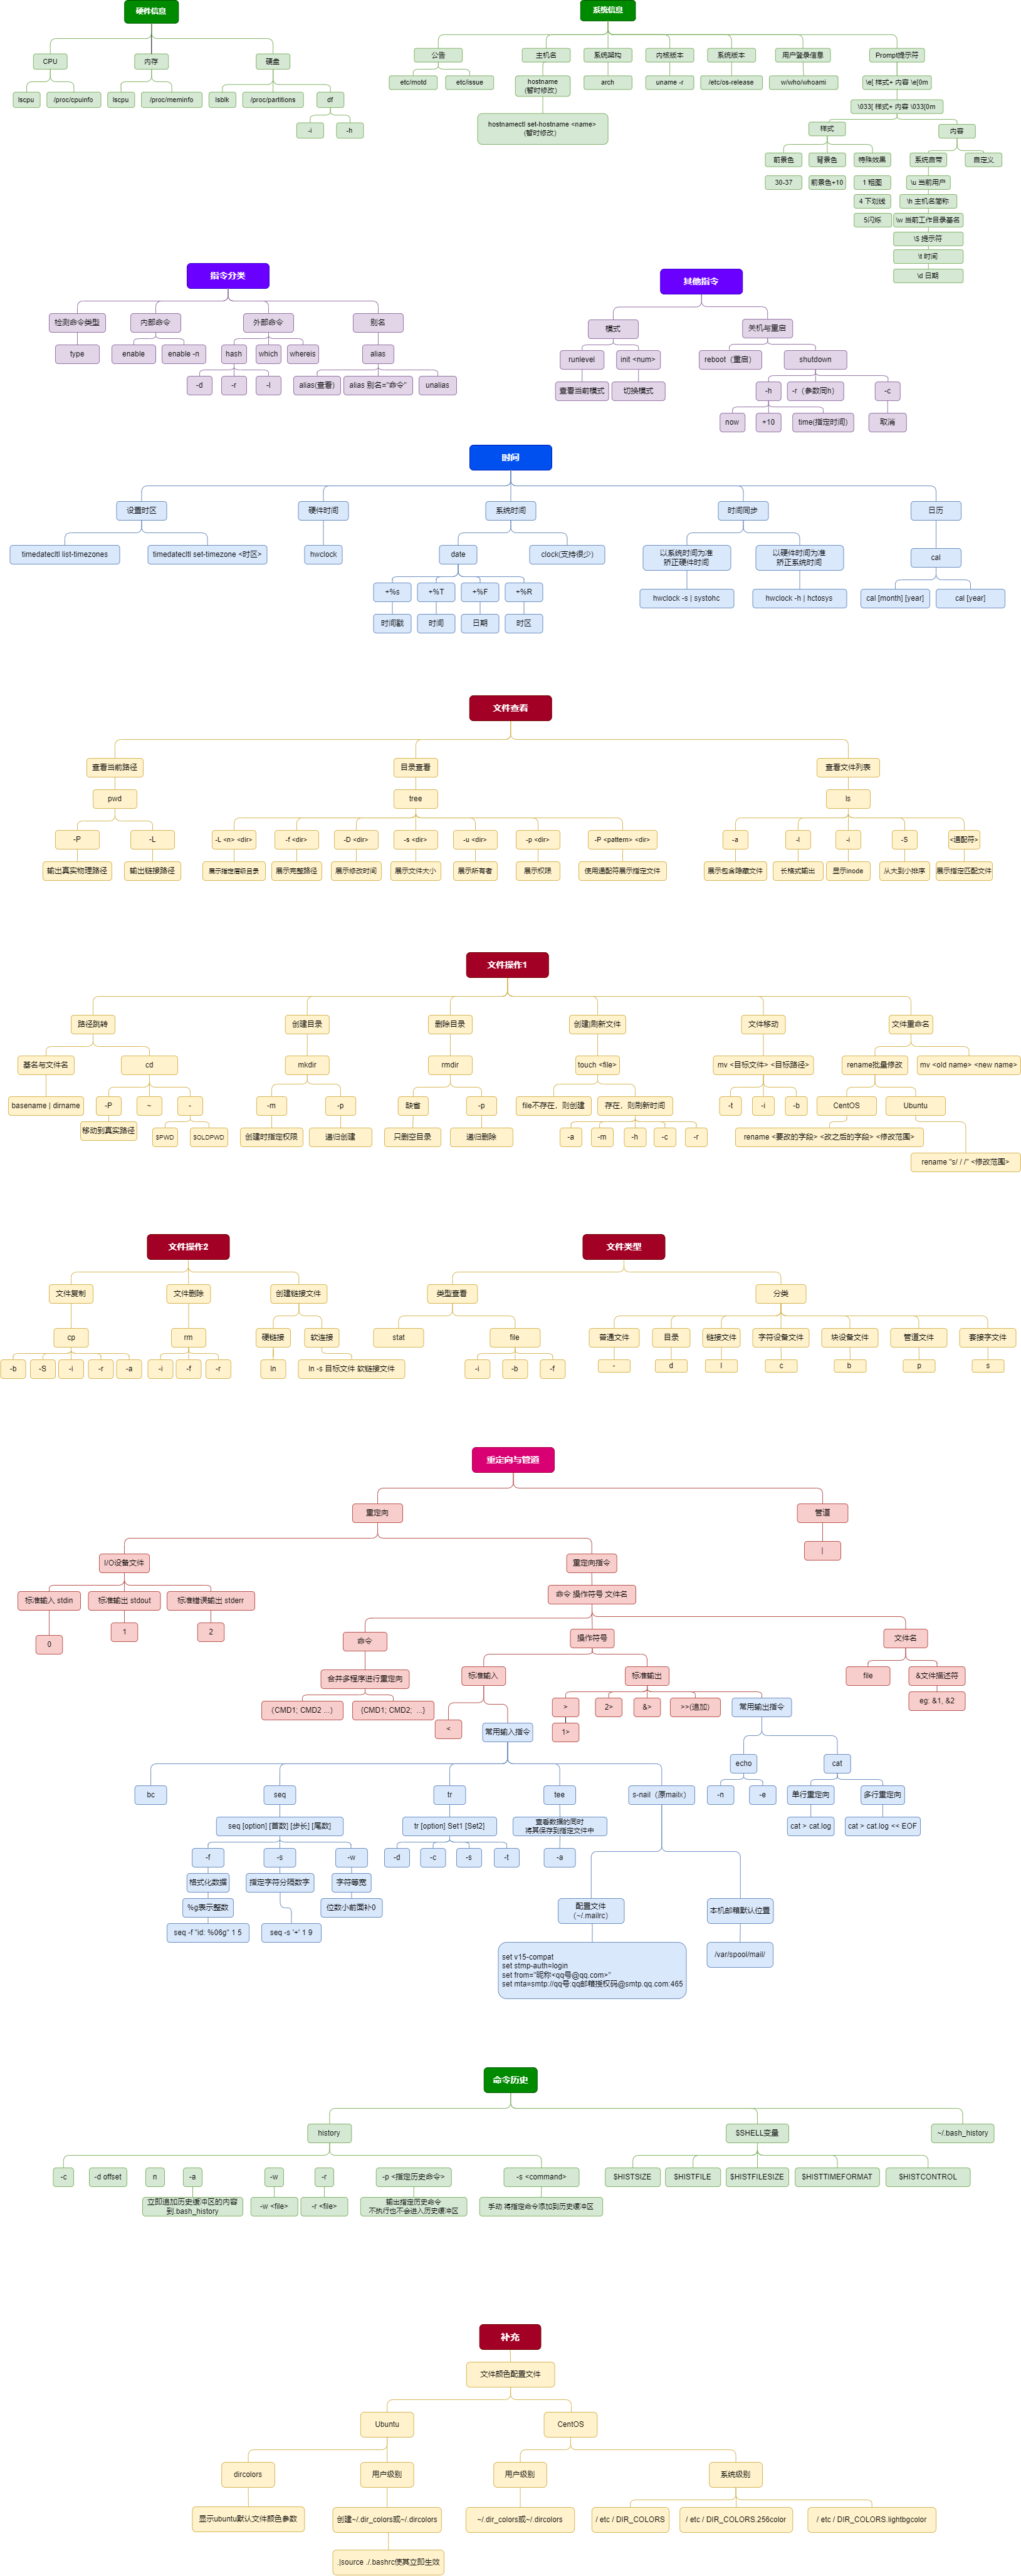 硬件信息
CPU
内存
硬盘
lscpu
/proc/cpuinfo
lscpu
/proc/meminfo
lsblk
/proc/partitions
df
-i
-h
系统信息
公告
主机名
系统架构
内核版本
系统版本
用户登录信息
Prompt提示符
etc/motd
etc/issue
hostname
(暂时修改)
arch
uname -r
/etc/os-release
w/who/whoami
\e[ 样式+ 内容 \e[0m
hostnamectl set-hostname <name>
(暂时修改)
\033[ 样式+ 内容 \033[0m
样式
内容
前景色
背景色
特殊效果
系统自带
自定义
30-37
前景色+10
1 粗图
\u 当前用户
4 下划线
\h 主机名简称
5闪烁
\w 当前工作目录基名
\$ 提示符
\t 时间
\d 日期
指令分类
检测命令类型
内部命令
外部命令
别名
type
enable
enable -n
hash
which
whereis
alias
-d
-r
-l
alias(查看)
alias 别名="命令"
unalias
其他指令
模式
关机与重启
runlevel
init <num>
reboot（重启）
shutdown
查看当前模式
切换模式
-h
-r（参数同h）
-c
now
+10
time(指定时间)
取消
时间
设置时区
硬件时间
系统时间
时间同步
日历
timedatecltl list-timezones
timedatecltl set-timezone <时区>
hwclock
date
clock(支持很少)
以系统时间为准
矫正硬件时间
以硬件时间为准
矫正系统时间
cal
+%s
+%T
+%F
+%R
hwclock -s | systohc
hwclock -h | hctosys
cal [month] [year]
cal [year]
时间戳
时间
日期
时区
文件查看
查看当前路径
目录查看
查看文件列表
pwd
tree
ls
-P
-L
-L <n> <dir>
-f <dir>
-D <dir>
-s <dir>
-u <dir>
-p <dir>
-P <pattern> <dir>
-a
-l
-i
-S
<通配符>
输出真实物理路径
输出链接路径
展示指定层级目录
展示完整路径
展示修改时间
展示文件大小
展示所有者
展示权限
使用通配符展示指定文件
展示包含隐藏文件
长格式输出
显示inode
从大到小排序
展示指定匹配文件
文件操作1
路径跳转
创建目录
删除目录
创建|刷新文件
文件移动
文件重命名
基名与文件名
cd
mkdir
rmdir
touch <file>
mv <目标文件> <目标路径>
rename批量修改
mv <old name> <new name>
basename | dirname
-P
~
-
-m
-p
缺省
-p
file不存在，则创建
存在，则刷新时间
-t
-i
-b
CentOS
Ubuntu
移动到真实路径
$PWD
$OLDPWD
创建时指定权限
递归创建
只删空目录
递归删除
-a
-m
-h
-c
-r
rename <要改的字段> <改之后的字段> <修改范围>
rename "s/ / /" <修改范围>
文件操作2
文件复制
文件删除
创建链接文件
cp
rm
硬链接
软连接
-b
-S
-i
-r
-a
-i
-f
-r
ln
ln -s 目标文件 软链接文件
文件类型
类型查看
分类
stat
file
普通文件
目录
链接文件
字符设备文件
块设备文件
管道文件
套接字文件
-i
-b
-f
-
d
l
c
b
p
s
重定向与管道
重定向
管道
|
I/O设备文件
重定向指令
标准输入 stdin
标准输出 stdout
标准错误输出 stderr
命令 操作符号 文件名
0
1
2
命令
操作符号
文件名
合并多程序进行重定向
标准输入
标准输出
file
&文件描述符
（CMD1; CMD2 ...）
{CMD1; CMD2; ...}
<
常用输入指令
>
2>
&>
>>(追加)
常用输出指令
eg: &1, &2
1>
echo
cat
bc
seq
tr
tee
s-nail（原mailx）
-n
-e
单行重定向
多行重定向
seq [option] [首数] [步长] [尾数]
tr [option] Set1 [Set2]
查看数据的同时
将其保存到指定文件中
cat > cat.log
cat > cat.log << EOF
-f
-s
-w
-d
-c
-s
-t
-a
格式化数据
指定字符分隔数字
字符等宽
%g表示整数
位数小前面补0
seq -f "id: %06g" 1 5
seq -s '+' 1 9
配置文件
（~/.mailrc）
本机邮箱默认位置
set v15-compat
set stmp-auth=login
set from="昵称<qq号@qq.com>"
set mta=smtp://qq号:qq邮箱授权码@smtp.qq.com:465
/var/spool/mail/
命令历史
history
$SHELL变量
~/.bash_history
-c
-d offset
n
-a
-w
-r
-p <指定历史命令>
-s <command>
$HISTSIZE
$HISTFILE
$HISTFILESIZE
$HISTTIMEFORMAT
$HISTCONTROL
立即追加历史缓冲区的内容
到.bash_history
-w <file>
-r <file>
输出指定历史命令
不执行也不会进入历史缓冲区
手动 将指定命令添加到历史缓冲区
补充
文件颜色配置文件
Ubuntu
CentOS
dircolors
用户级别
用户级别
系统级别
显示ubuntu默认文件颜色参数
创建~/.dir_colors或~/.dircolors
~/.dir_colors或~/.dircolors
/ etc / DIR_COLORS
/ etc / DIR_COLORS.256color
/ etc / DIR_COLORS.lightbgcolor
.|source ./.bashrc使其立即生效